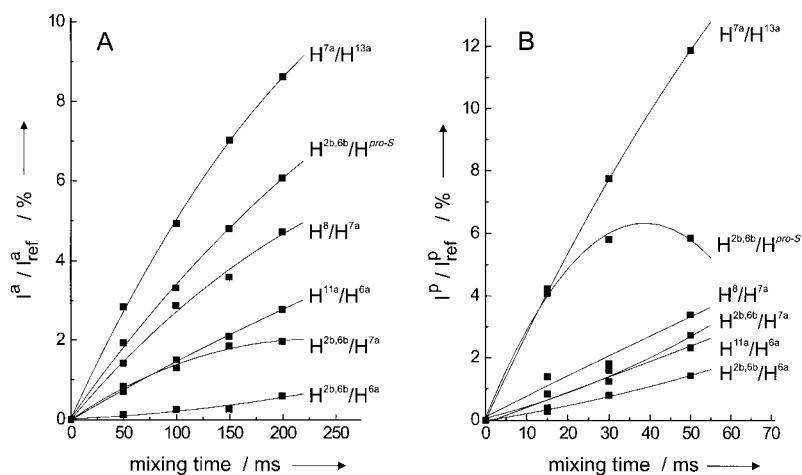 A
I^a / I^a_ref / %
10
8
6
4
2
0
0 50 100 150 200 250
mixing time / ms
H^7a/H^13a
H^2b,6b/H^pro-S
H^8/H^7a
H^11a/H^6a
H^2b,6b/H^7a
H^2b,6b/H^6a
B
I^p / I^p_ref / %
12
10
8
6
4
2
0
0 10 20 30 40 50 60 70
mixing time / ms
H^7a/H^13a
H^2b,6b/H^pro-S
H^8/H^7a
H^2b,6b/H^7a
H^11a/H^6a
H^2b,5b/H^6a